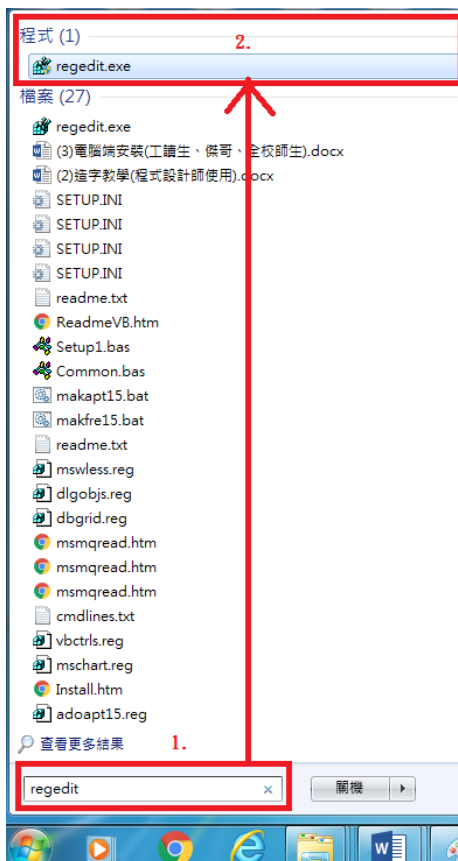 程式 (1)
2.
regedit.exe
檔案 (27)
regedit.exe
(3)電腦端安裝(工讀生、傑哥、全校師生).docx
(2)造字教學(程式設計師使用).docx
SETUP.INI
SETUP.INI
SETUP.INI
SETUP.INI
readme.txt
ReadmeVB.htm
Setup1.bas
Common.bas
makapt15.bat
makfre15.bat
readme.txt
mswless.reg
dlgobjs.reg
dbgrid.reg
msmqread.htm
msmqread.htm
msmqread.htm
cmdlines.txt
vbctrls.reg
mschart.reg
Install.htm
adoapt15.reg
查看更多結果
1.
regedit
關機